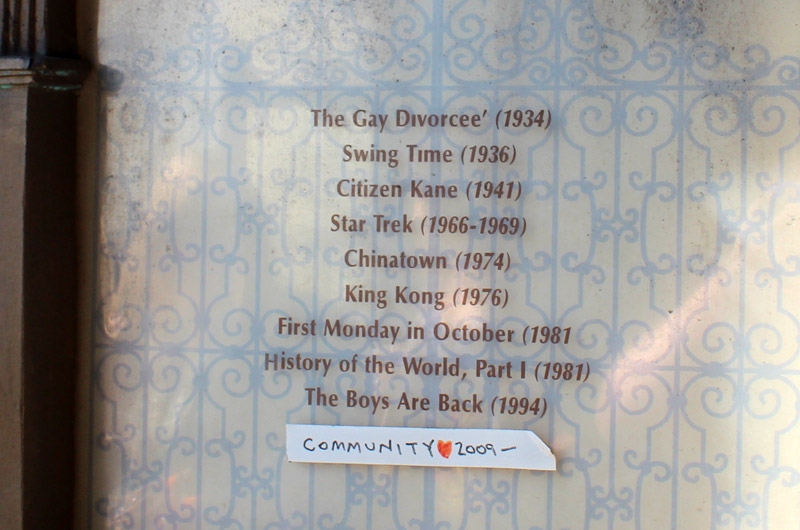 The Gay Divorcee' (1934)
Swing Time (1936)
Citizen Kane (1941)
Star Trek (1966-1969)
Chinatown (1974)
King Kong (1976)
First Monday in October (1981
History of the World, Part I (1981)
The Boys Are Back (1994)
COMMUNITY❤2009-